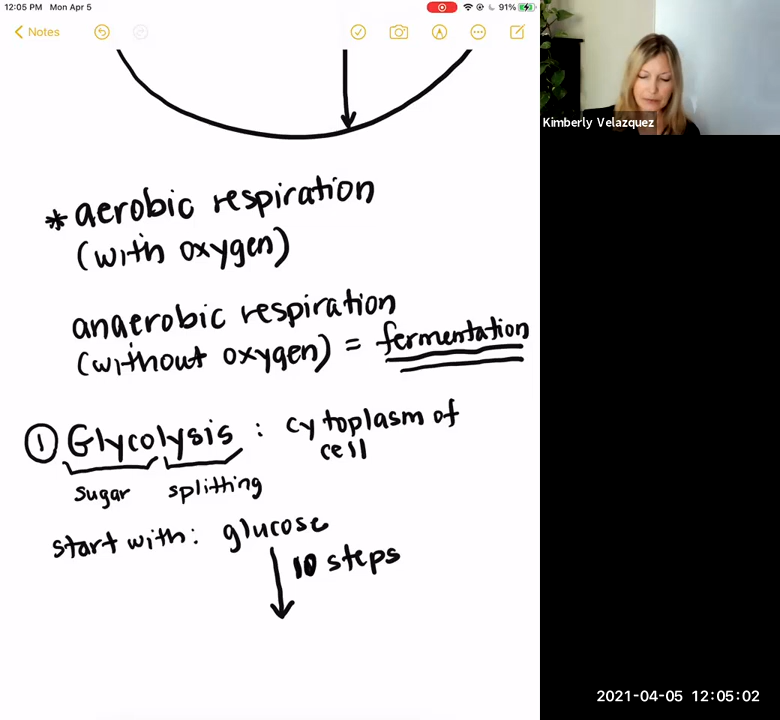 12:05 PM Mon Apr 5 91%
Notes
Kimberly Velazquez
* aerobic respiration
(with oxygen)
anaerobic respiration
(without oxygen) = fermentation
① Glycolysis : cytoplasm of
cell
sugar splitting
start with: glucose
10 steps
2021-04-05 12:05:02